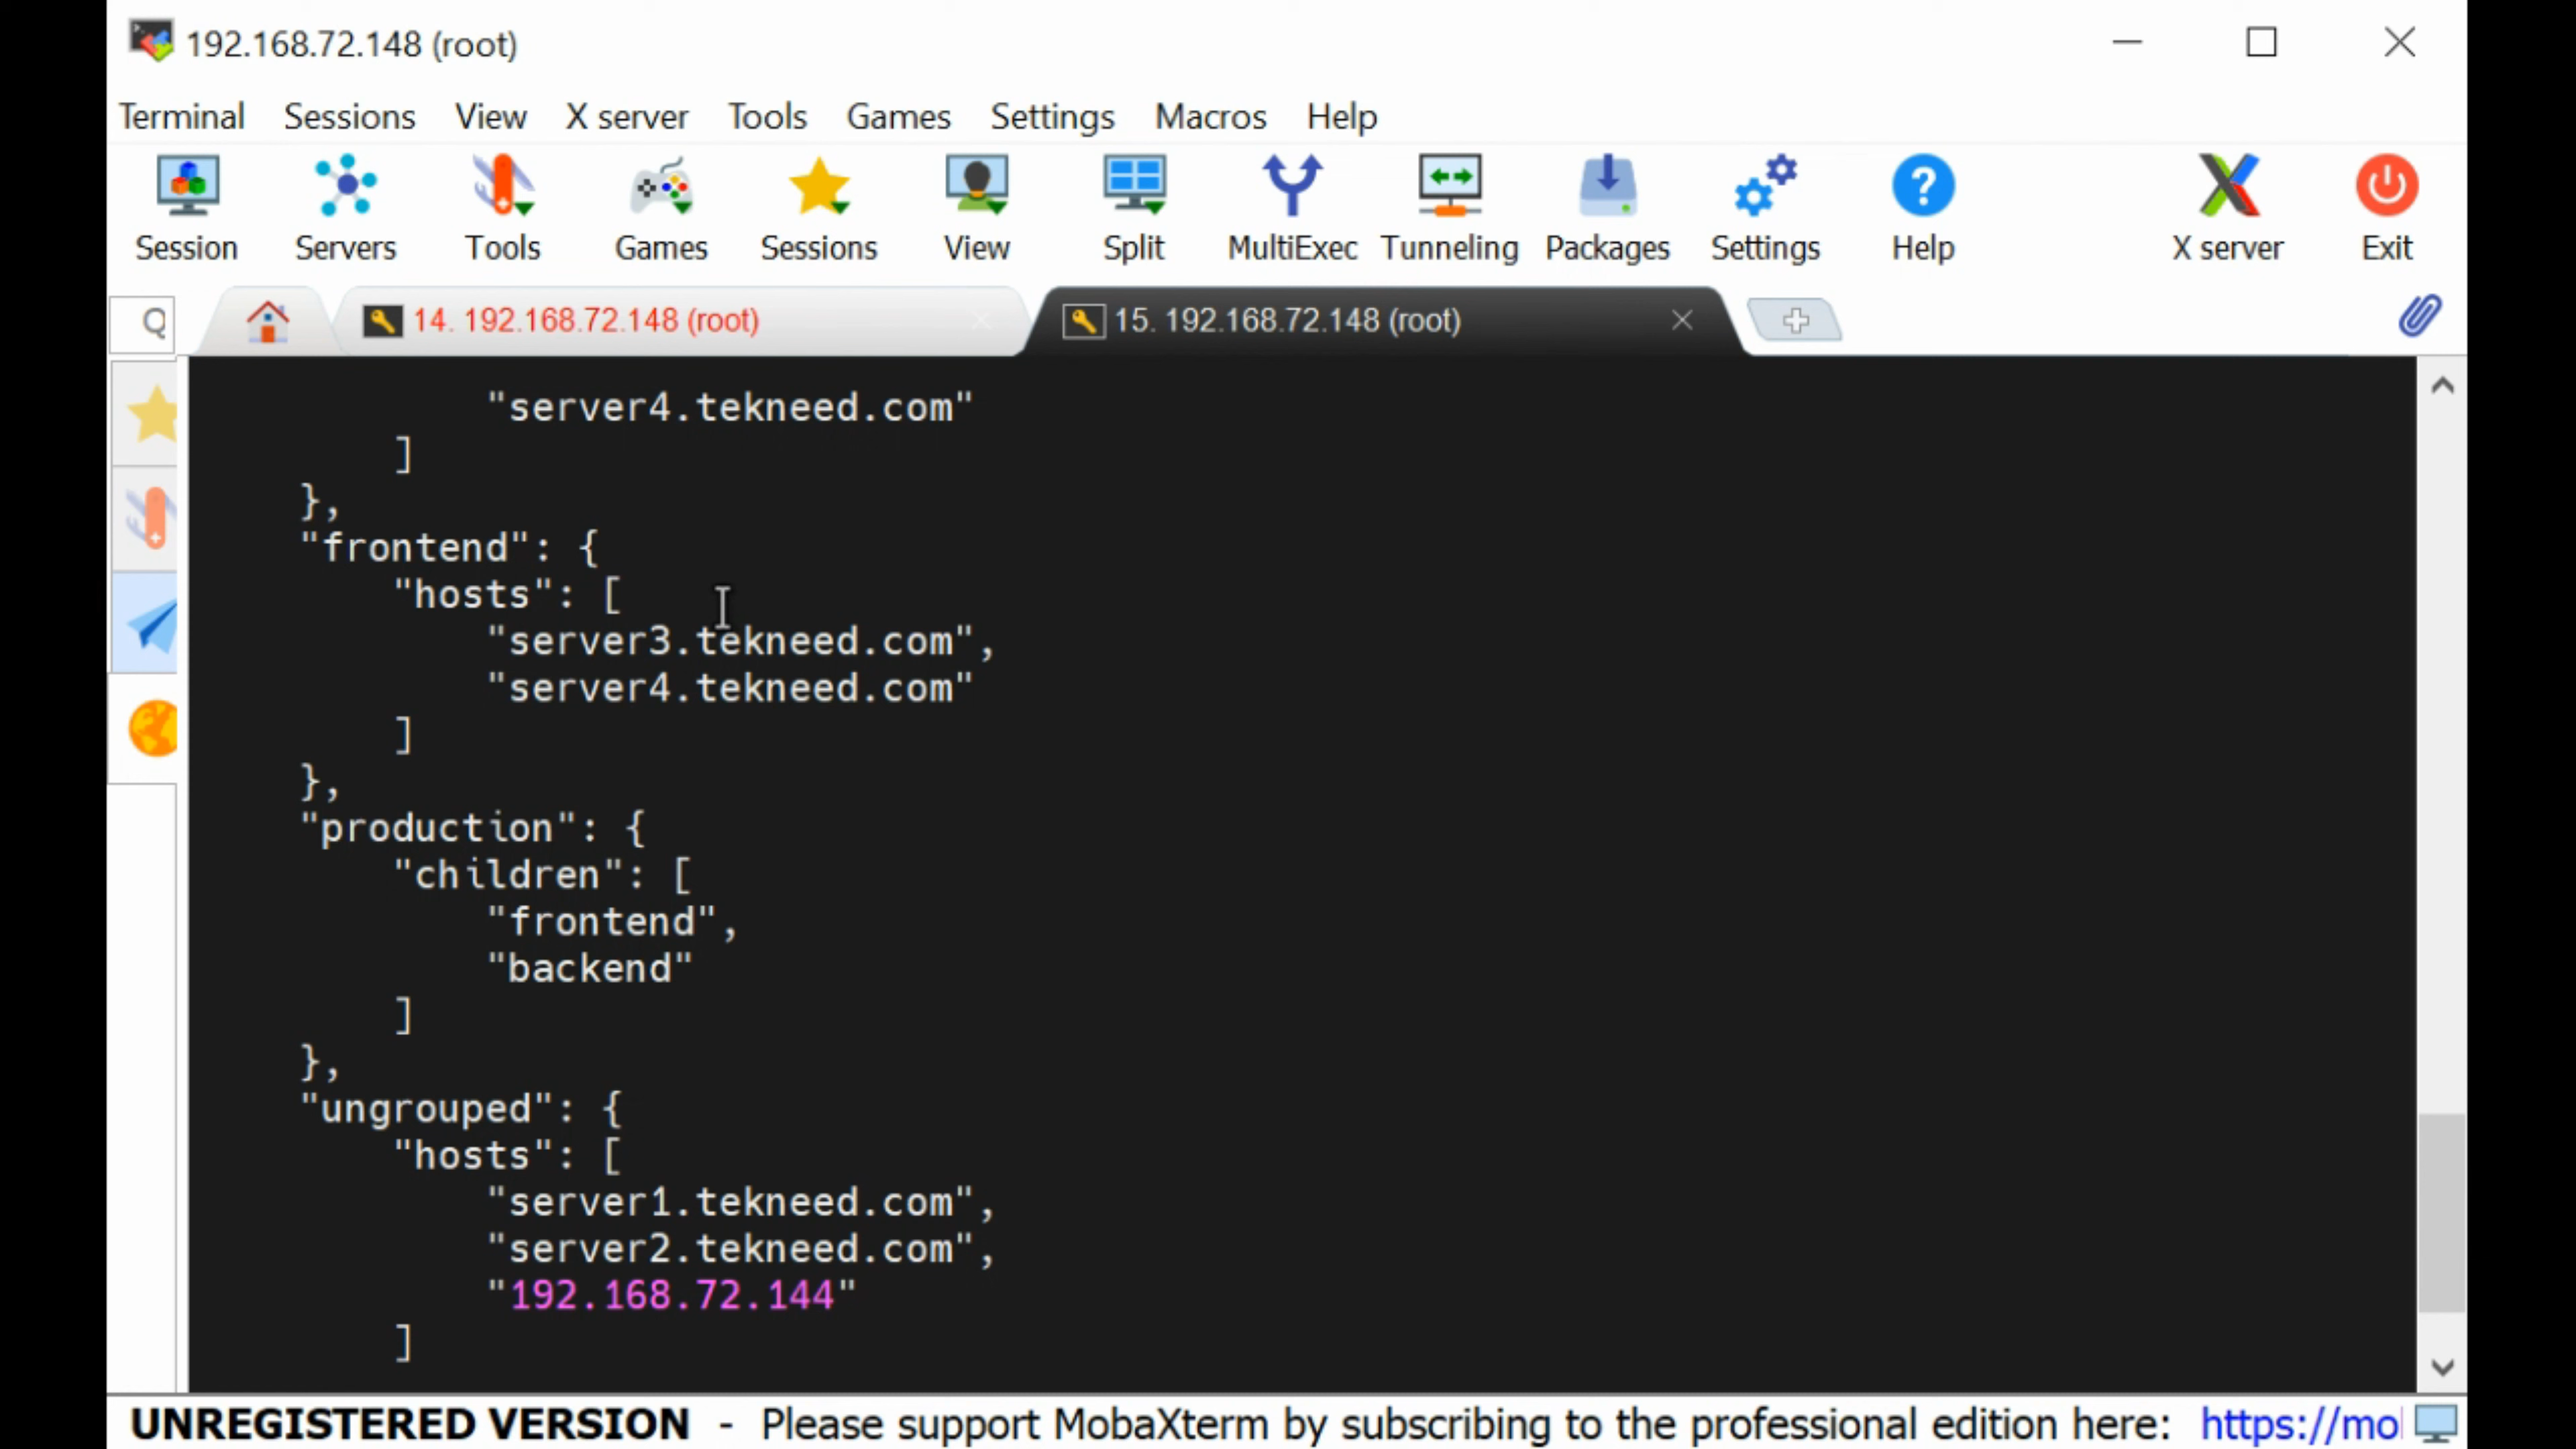 192.168.72.148 (root)
Terminal Sessions View X server Tools Games Settings Macros Help
Session Servers Tools Games Sessions View Split MultiExec Tunneling Packages Settings Help X server Exit
Q 14. 192.168.72.148 (root) 15. 192.168.72.148 (root)
"server4.tekneed.com"
]
},
"frontend": {
"hosts": [
"server3.tekneed.com",
"server4.tekneed.com"
]
},
"production": {
"children": [
"frontend",
"backend"
]
},
"ungrouped": {
"hosts": [
"server1.tekneed.com",
"server2.tekneed.com",
"192.168.72.144"
]
UNREGISTERED VERSION - Please support MobaXterm by subscribing to the professional edition here: https://mo